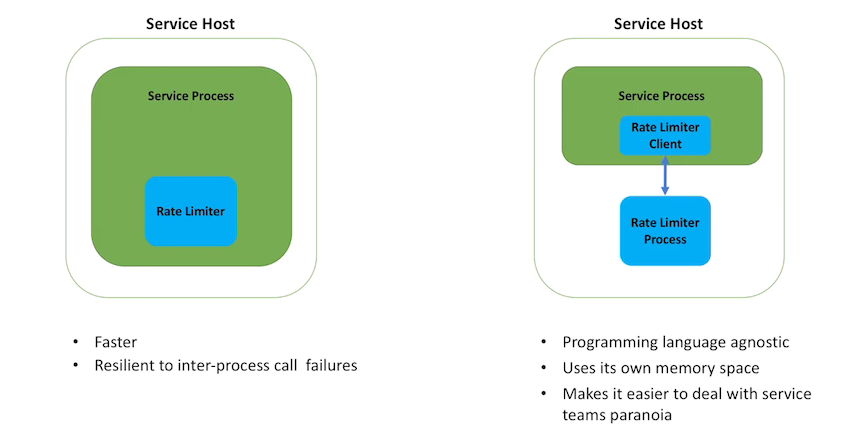 Service Host
Service Process
Rate Limiter
• Faster
• Resilient to inter-process call failures
Service Host
Service Process
Rate Limiter
Client
Rate Limiter
Process
• Programming language agnostic
• Uses its own memory space
• Makes it easier to deal with service
teams paranoia